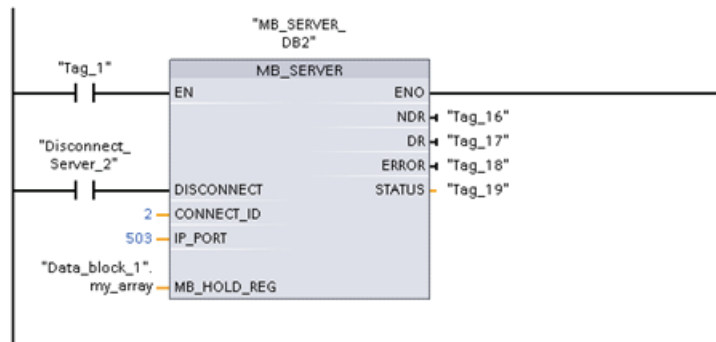 "MB_SERVER_
DB2"
"Tag_1"
MB_SERVER
EN
ENO
NDR
"Tag_16"
DR
"Tag_17"
"Disconnect_
Server_2"
ERROR
"Tag_18"
DISCONNECT
STATUS
"Tag_19"
2
CONNECT_ID
503
IP_PORT
"Data_block_1".
my_array
MB_HOLD_REG